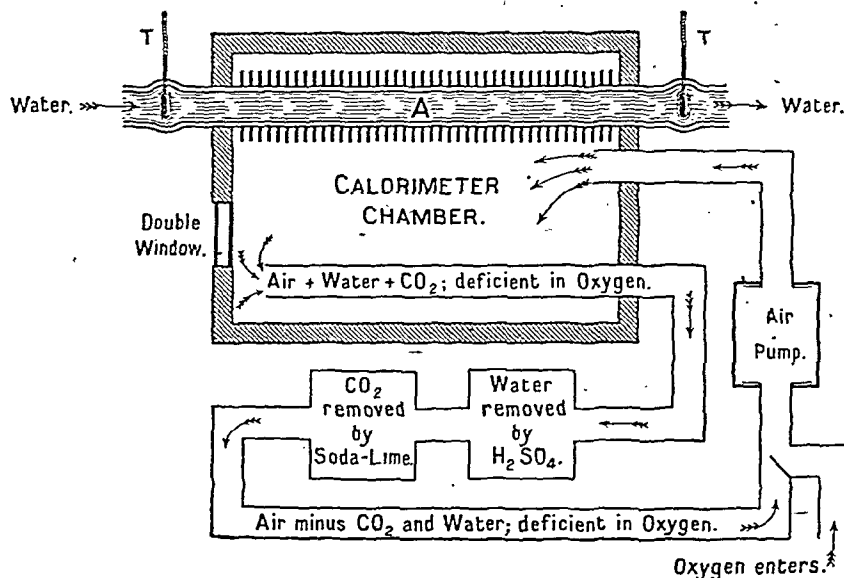 T
T
Water.
A
Water.
CALORIMETER
CHAMBER.
Double
Window.
Air + Water + CO₂; deficient in Oxygen.
Air
Pump.
CO₂
removed
by
Soda-Lime.
Water
removed
by
H₂SO₄.
Air minus CO₂ and Water; deficient in Oxygen.
Oxygen enters.